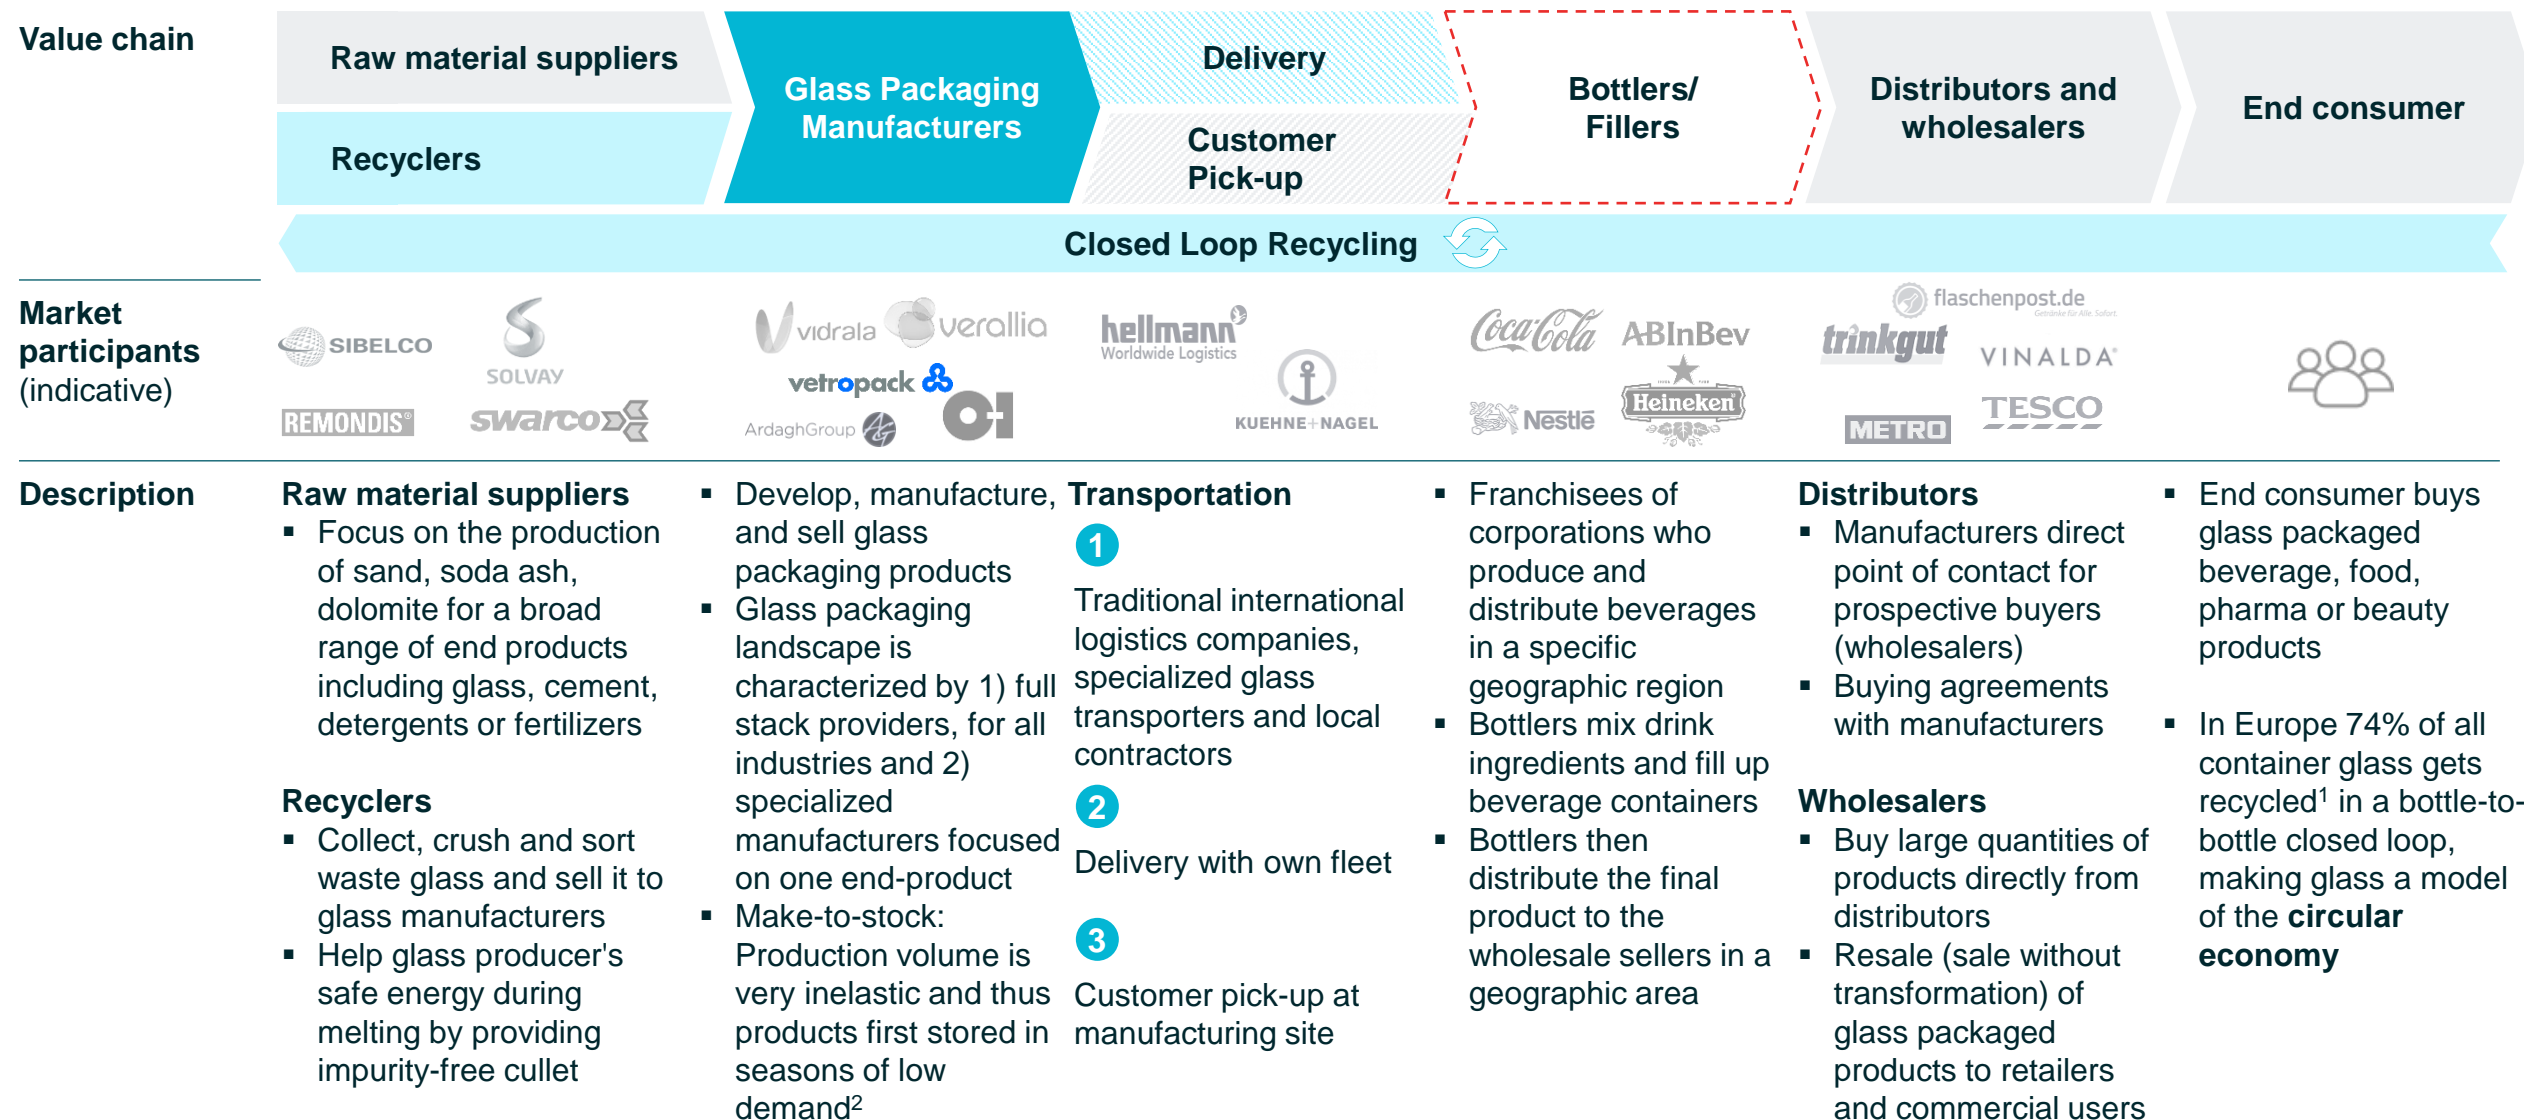 Value chain
Raw material suppliers
Recyclers
Glass Packaging
Manufacturers
Delivery
Customer
Pick-up
Bottlers/
Fillers
Distributors and
wholesalers
End consumer
Closed Loop Recycling
Market
participants
(indicative)
SIBELCO
SOLVAY
REMONDIS®
swarco
vidrala
verallia
vetropack
ArdaghGroup
O-I
hellmann
Worldwide Logistics
KUEHNE+NAGEL
Coca-Cola
ABInBev
Nestlé
Heineken
flaschenpost.de
Getränke für Alle. Sofort.
trinkgut
VINALDA
METRO
TESCO
Description
Raw material suppliers
▪ Focus on the production
of sand, soda ash,
dolomite for a broad
range of end products
including glass, cement,
detergents or fertilizers
Recyclers
▪ Collect, crush and sort
waste glass and sell it to
glass manufacturers
▪ Help glass producer's
safe energy during
melting by providing
impurity-free cullet
▪ Develop, manufacture,
and sell glass
packaging products
▪ Glass packaging
landscape is
characterized by 1) full
stack providers, for all
industries and 2)
specialized
manufacturers focused
on one end-product
▪ Make-to-stock:
Production volume is
very inelastic and thus
products first stored in
seasons of low
demand²
Transportation
1
Traditional international
logistics companies,
specialized glass
transporters and local
contractors
2
Delivery with own fleet
3
Customer pick-up at
manufacturing site
▪ Franchisees of
corporations who
produce and
distribute beverages
in a specific
geographic region
▪ Bottlers mix drink
ingredients and fill up
beverage containers
▪ Bottlers then
distribute the final
product to the
wholesale sellers in a
geographic area
Distributors
▪ Manufacturers direct
point of contact for
prospective buyers
(wholesalers)
▪ Buying agreements
with manufacturers
Wholesalers
▪ Buy large quantities of
products directly from
distributors
▪ Resale (sale without
transformation) of
glass packaged
products to retailers
and commercial users
▪ End consumer buys
glass packaged
beverage, food,
pharma or beauty
products
▪ In Europe 74% of all
container glass gets
recycled¹ in a bottle-to-
bottle closed loop,
making glass a model
of the circular
economy